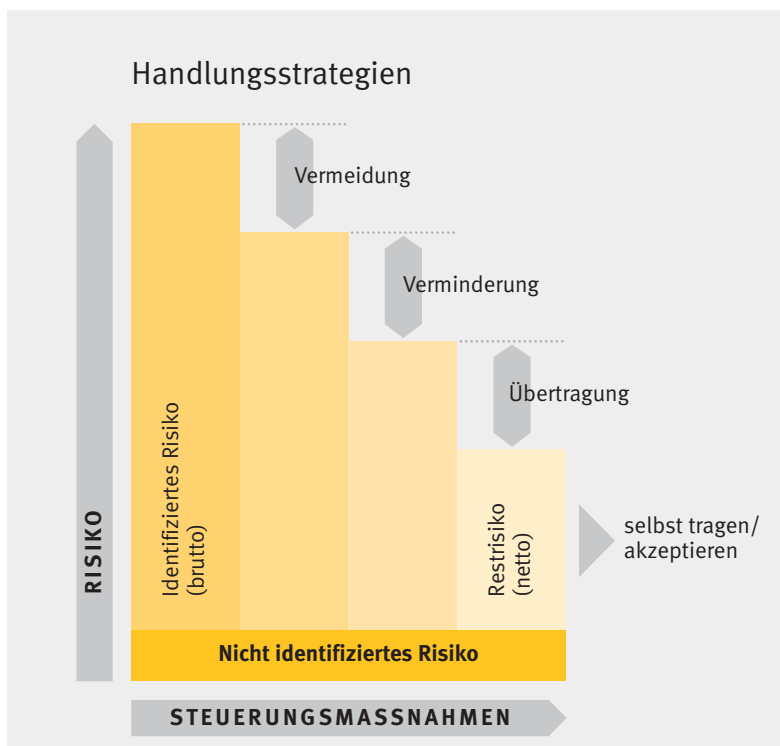 Handlungsstrategien
Vermeidung
Verminderung
Übertragung
RISIKO
Identifiziertes Risiko
(brutto)
Restrisiko
(netto)
selbst tragen/
akzeptieren
Nicht identifiziertes Risiko
STEUERUNGSMASSNAHMEN